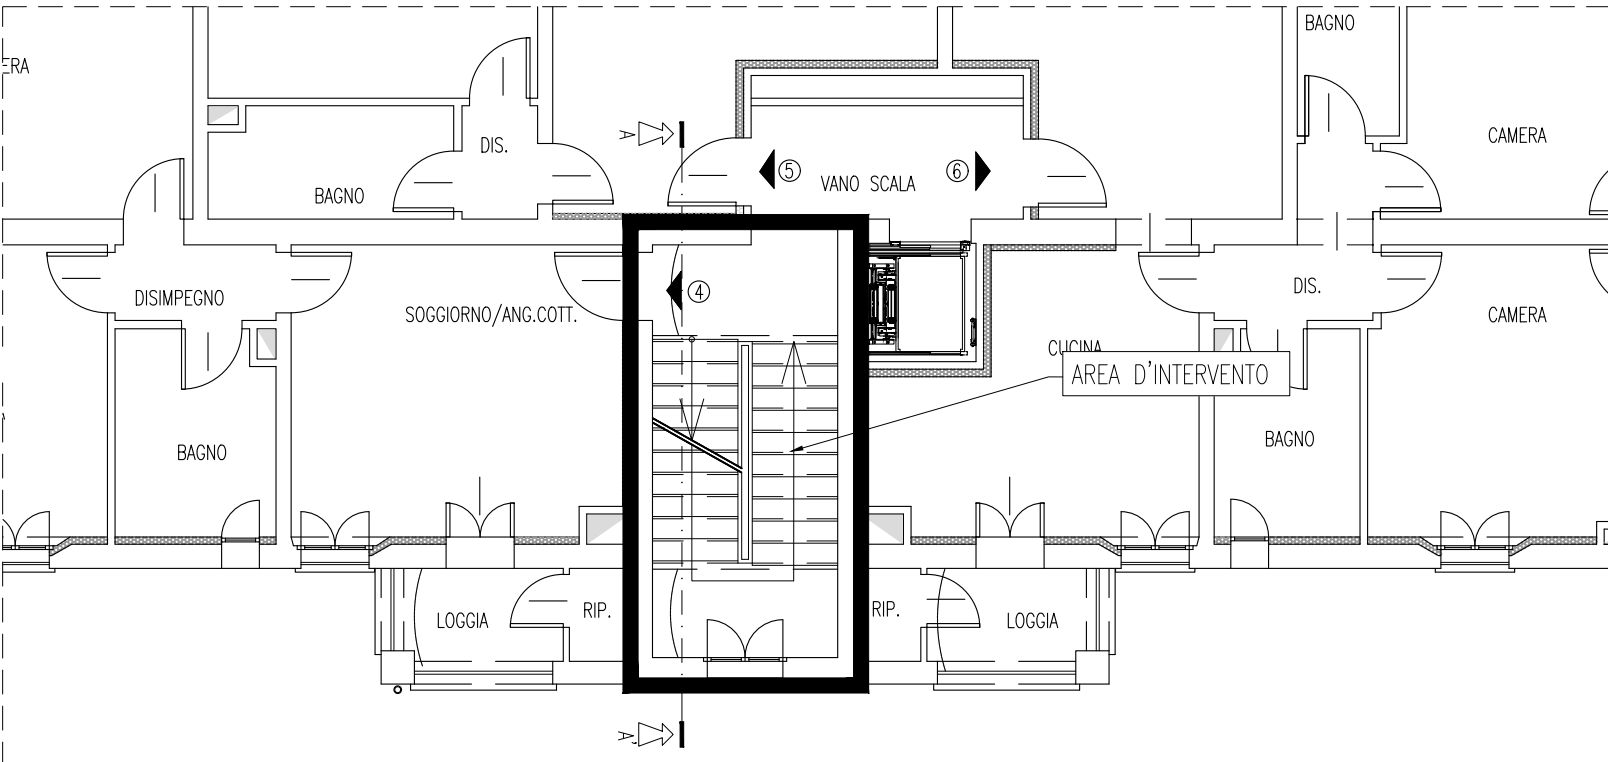 BAGNO
ERA
CAMERA
DIS.
A
5
6
VANO SCALA
BAGNO
DISIMPEGNO
4
DIS.
SOGGIORNO/ANG.COTT.
CAMERA
CUCINA
AREA D'INTERVENTO
BAGNO
BAGNO
LOGGIA
RIP.
RIP.
LOGGIA
A'